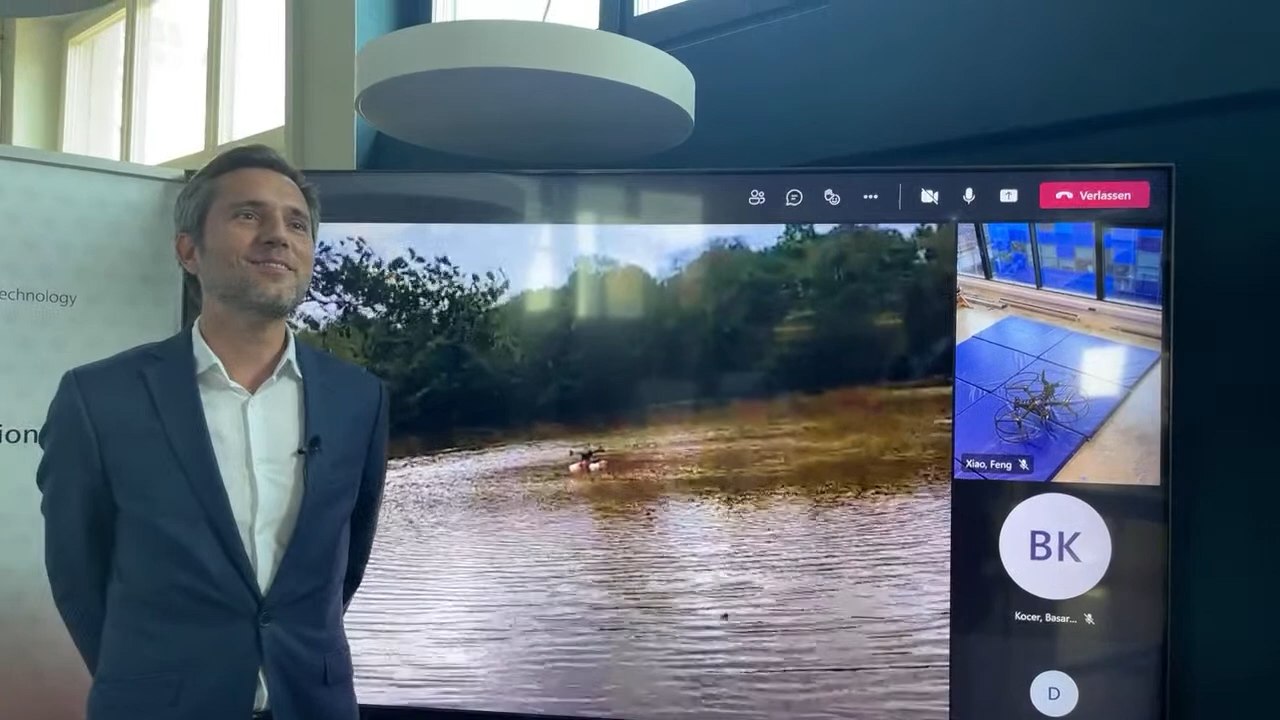 echnology
ion
Verlassen
Xiao, Feng
BK
Kocer, Basar...
D